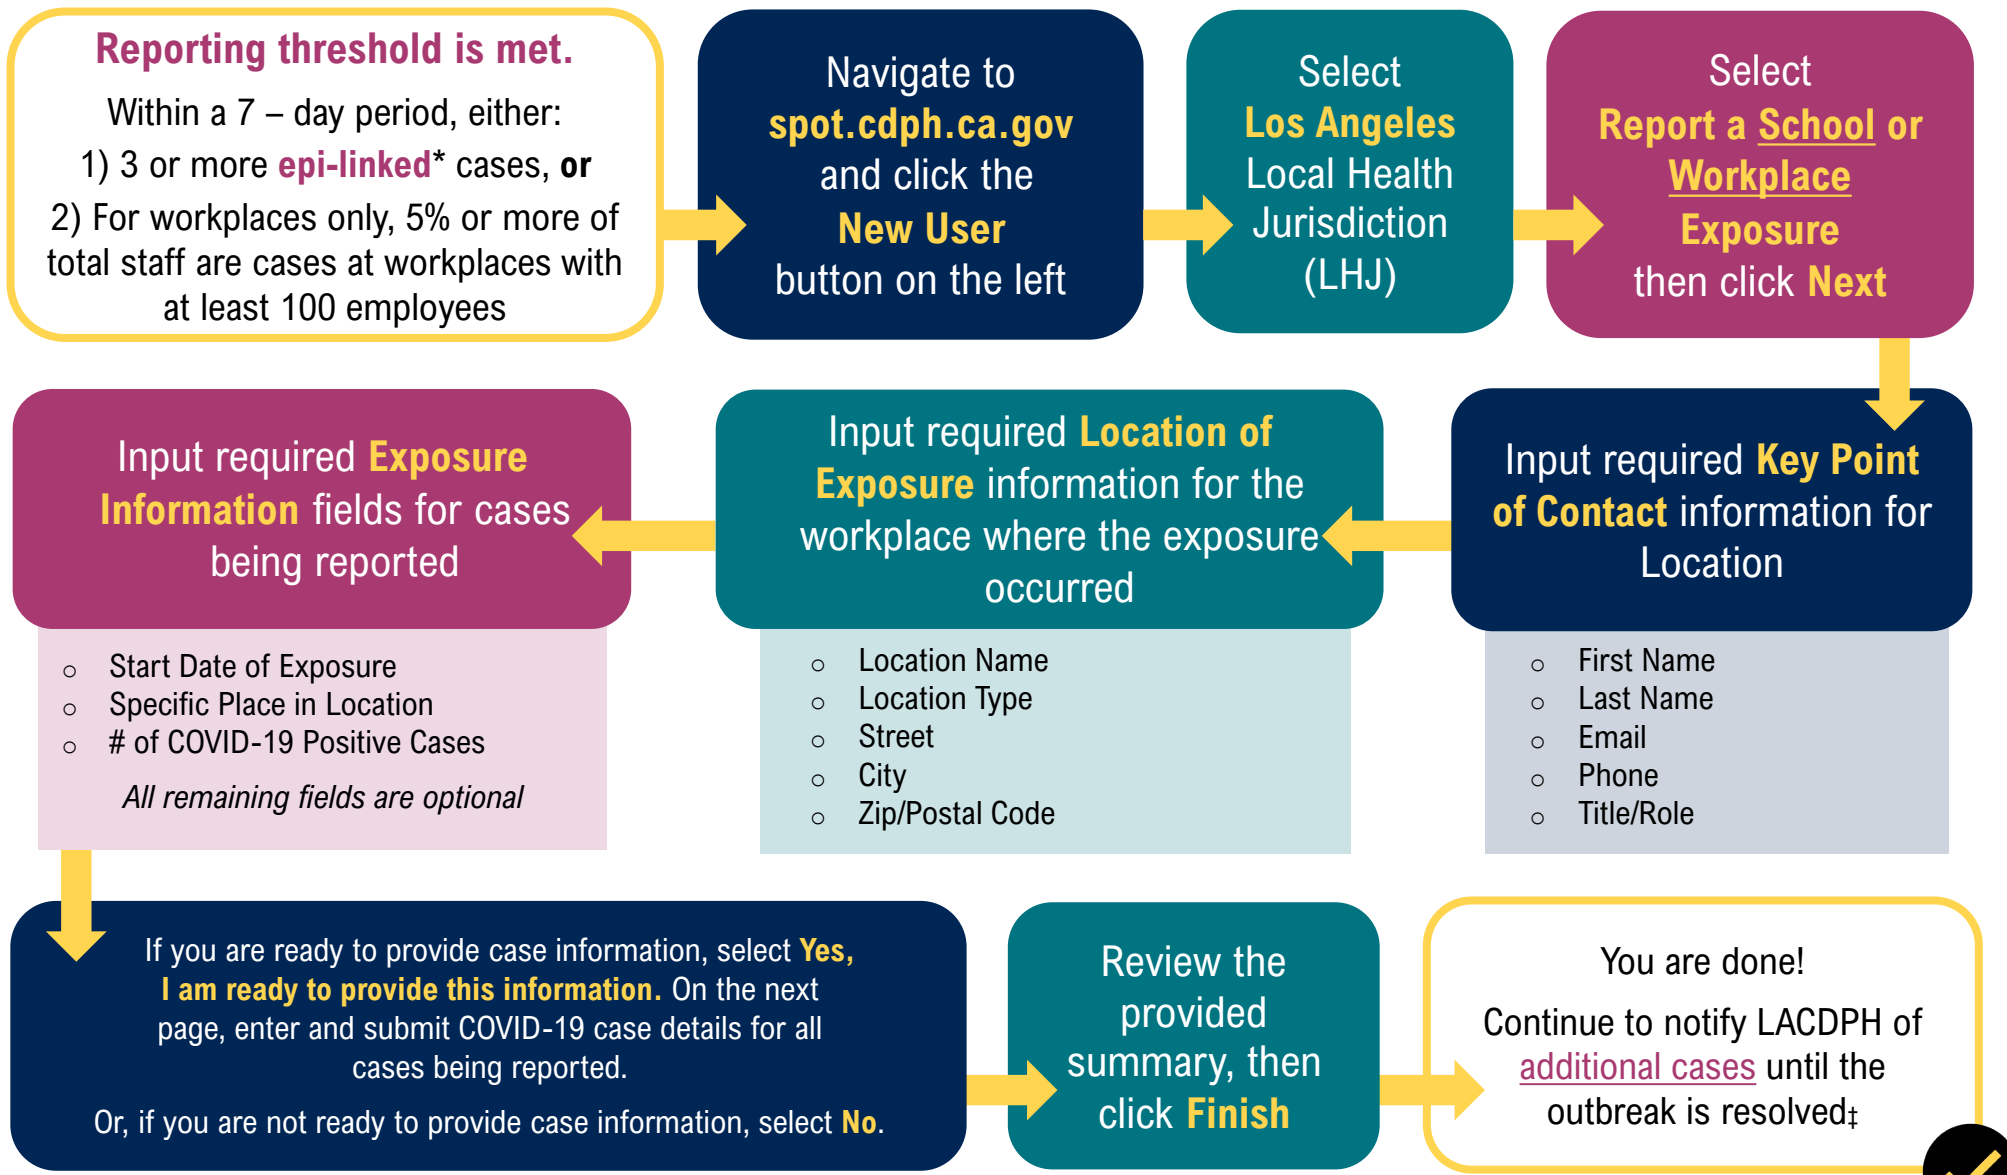 Reporting threshold is met.
Within a 7 – day period, either:
1) 3 or more epi-linked* cases, or
2) For workplaces only, 5% or more of
total staff are cases at workplaces with
at least 100 employees
Navigate to
spot.cdph.ca.gov
and click the
New User
button on the left
Select
Los Angeles
Local Health
Jurisdiction
(LHJ)
Select
Report a School or
Workplace
Exposure
then click Next
Input required Key Point
of Contact information for
Location
○ First Name
○ Last Name
○ Email
○ Phone
○ Title/Role
Input required Location of
Exposure information for the
workplace where the exposure
occurred
○ Location Name
○ Location Type
○ Street
○ City
○ Zip/Postal Code
Input required Exposure
Information fields for cases
being reported
○ Start Date of Exposure
○ Specific Place in Location
○ # of COVID-19 Positive Cases
All remaining fields are optional
If you are ready to provide case information, select Yes,
I am ready to provide this information. On the next
page, enter and submit COVID-19 case details for all
cases being reported.
Or, if you are not ready to provide case information, select No.
Review the
provided
summary, then
click Finish
You are done!
Continue to notify LACDPH of
additional cases until the
outbreak is resolved‡